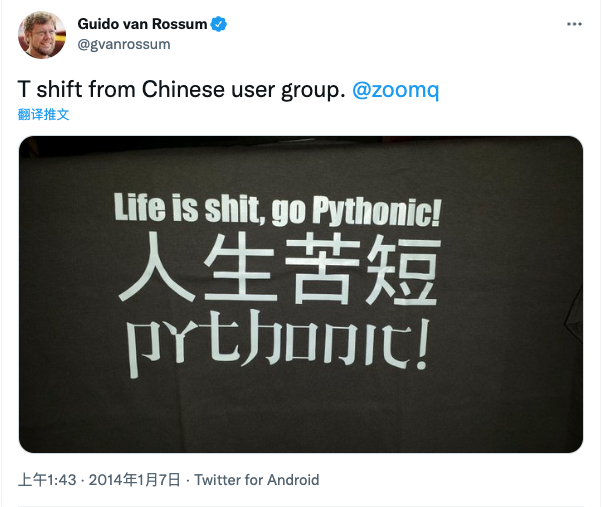 Guido van Rossum
@gvanrossum
T shift from Chinese user group. @zoomq
翻译推文
Life is shit, go Pythonic!
人生苦短
pythonic!
上午1:43 · 2014年1月7日 · Twitter for Android